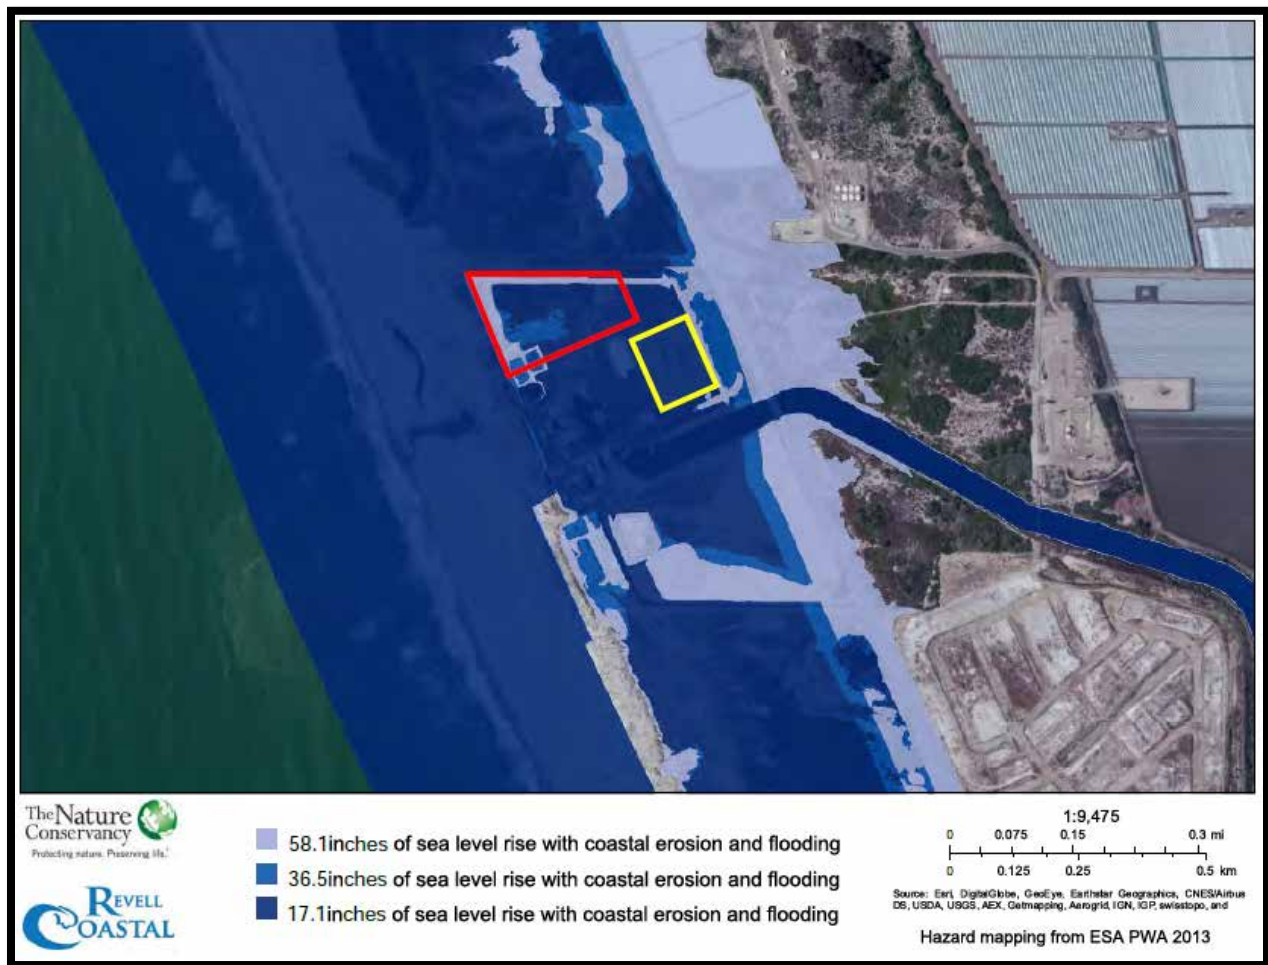 The Nature
Conservancy
Protecting nature. Preserving life.
REVELL
COASTAL
58.1inches of sea level rise with coastal erosion and flooding
36.5inches of sea level rise with coastal erosion and flooding
17.1inches of sea level rise with coastal erosion and flooding
1:9,475
0 0.075 0.15 0.3 mi
0 0.125 0.25 0.5 km
Source: Esri, DigitalGlobe, GeoEye, Earthstar Geographics, CNES/Airbus
DS, USDA, USGS, AEX, Getmapping, Aerogrid, IGN, IGP, swisstopo, and
Hazard mapping from ESA PWA 2013